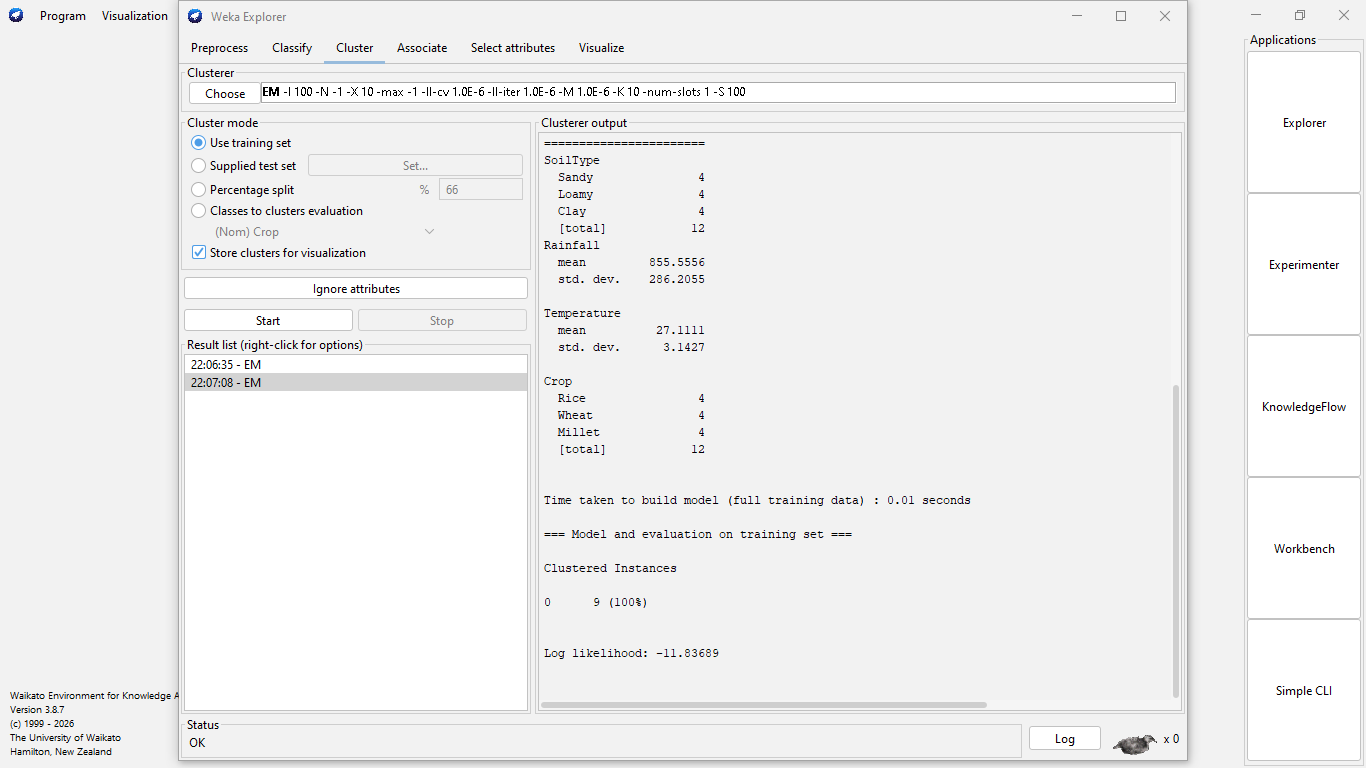 Program Visualization
Weka Explorer
Preprocess Classify Cluster Associate Select attributes Visualize
Clusterer
Choose EM -I 100 -N -1 -X 10 -max -1 -ll-cv 1.0E-6 -ll-iter 1.0E-6 -M 1.0E-6 -K 10 -num-slots 1 -S 100
Cluster mode
Use training set
Supplied test set Set...
Percentage split % 66
Classes to clusters evaluation
(Nom) Crop
Store clusters for visualization
Ignore attributes
Start Stop
Result list (right-click for options)
22:06:35 - EM
22:07:08 - EM
Clusterer output
=======================
SoilType
Sandy 4
Loamy 4
Clay 4
[total] 12
Rainfall
mean 855.5556
std. dev. 286.2055
Temperature
mean 27.1111
std. dev. 3.1427
Crop
Rice 4
Wheat 4
Millet 4
[total] 12
Time taken to build model (full training data) : 0.01 seconds
=== Model and evaluation on training set ===
Clustered Instances
0 9 (100%)
Log likelihood: -11.83689
Status
OK
Log x 0
Applications
Explorer
Experimenter
KnowledgeFlow
Workbench
Simple CLI
Waikato Environment for Knowledge A
Version 3.8.7
(c) 1999 - 2026
The University of Waikato
Hamilton, New Zealand